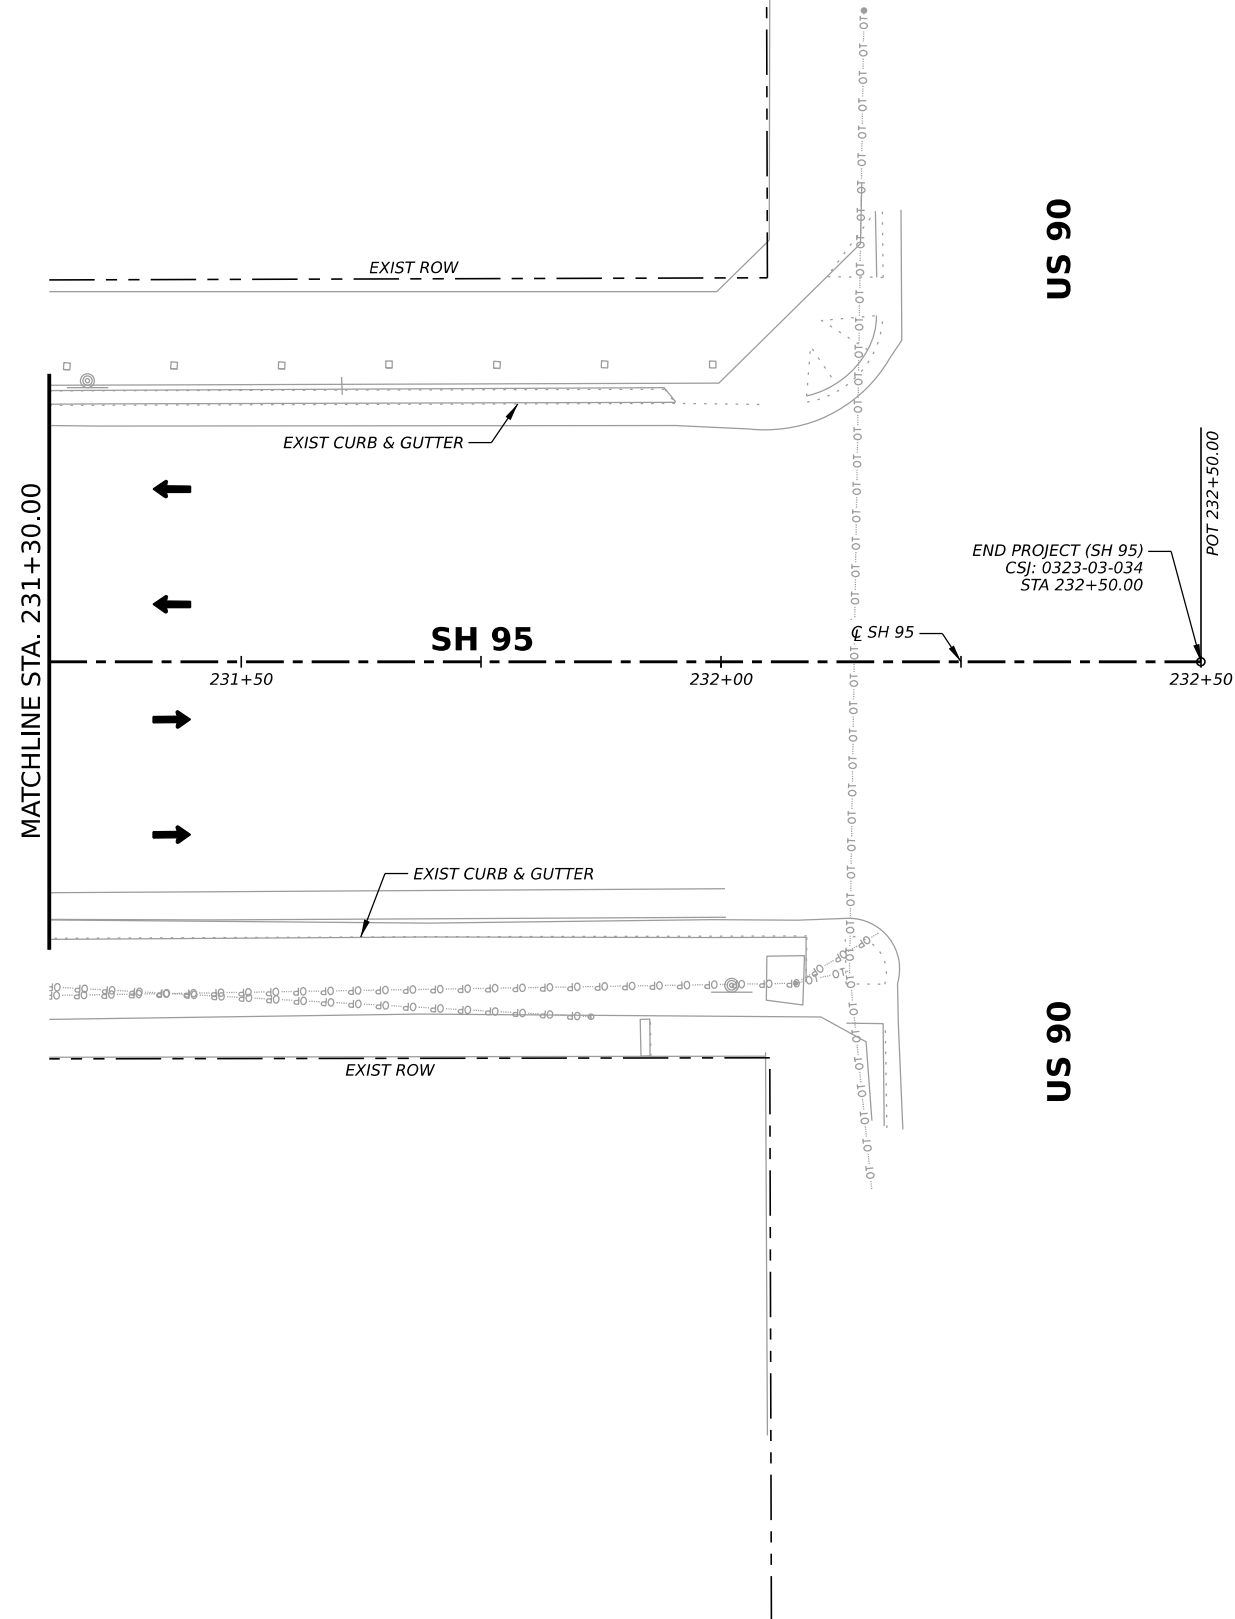 US 90
EXIST ROW
EXIST CURB & GUTTER
MATCHLINE STA. 231+30.00
POT 232+50.00
END PROJECT (SH 95)
CSJ: 0323-03-034
STA 232+50.00
SH 95
℄ SH 95
231+50
232+00
232+50
EXIST CURB & GUTTER
US 90
EXIST ROW